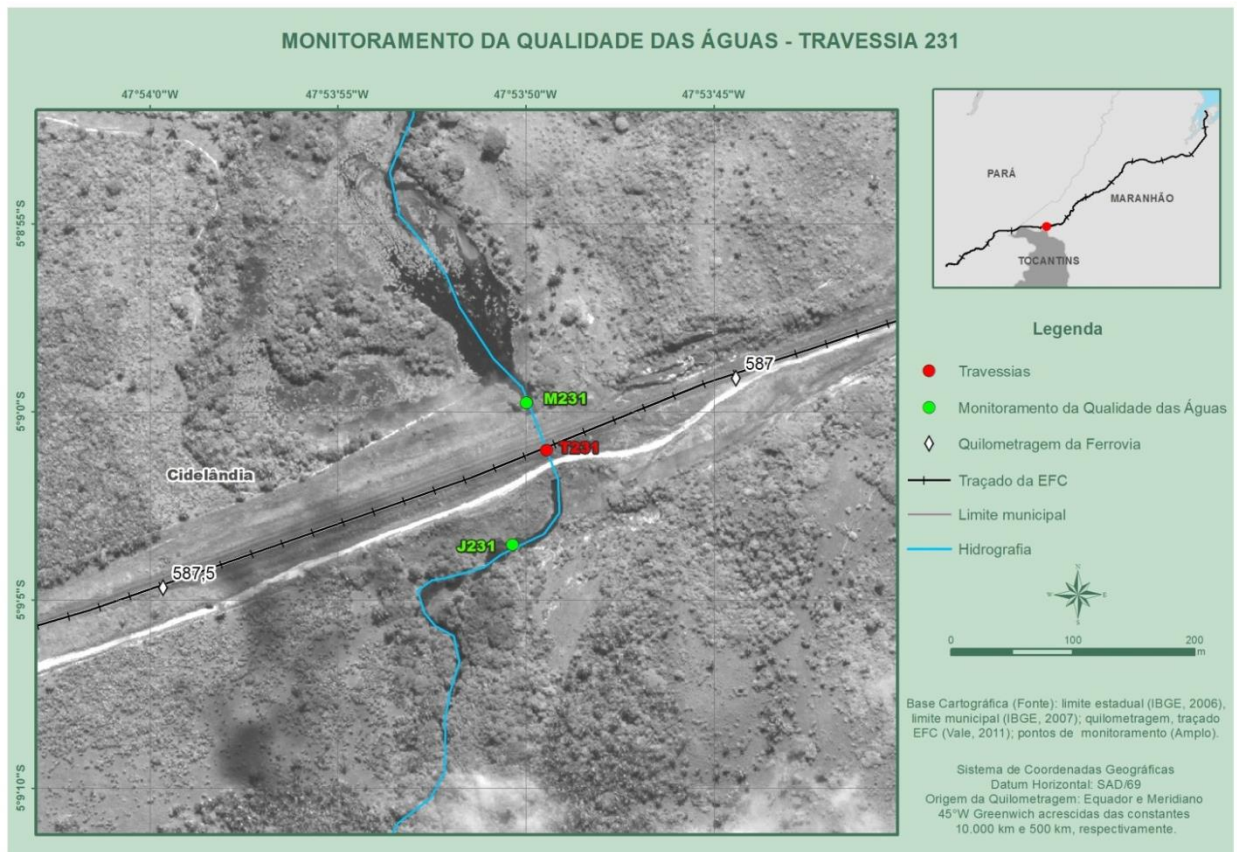 MONITORAMENTO DA QUALIDADE DAS ÁGUAS - TRAVESSIA 231
47°54'0"W
47°53'55"W
47°53'50"W
47°53'45"W
5°8'55"S
5°9'0"S
5°9'5"S
5°9'10"S
587
M231
T231
Cidelândia
J231
587,5
PARÁ
MARANHÃO
TOCANTINS
Legenda
Travessias
Monitoramento da Qualidade das Águas
Quilometragem da Ferrovia
Traçado da EFC
Limite municipal
Hidrografia
N
W
E
S
0
100
200
m
Base Cartográfica (Fonte): limite estadual (IBGE, 2006),
limite municipal (IBGE, 2007); quilometragem, traçado
EFC (Vale, 2011); pontos de monitoramento (Amplo).
Sistema de Coordenadas Geográficas
Datum Horizontal: SAD/69
Origem da Quilometragem: Equador e Meridiano
45°W Greenwich acrescidas das constantes
10.000 km e 500 km, respectivamente.